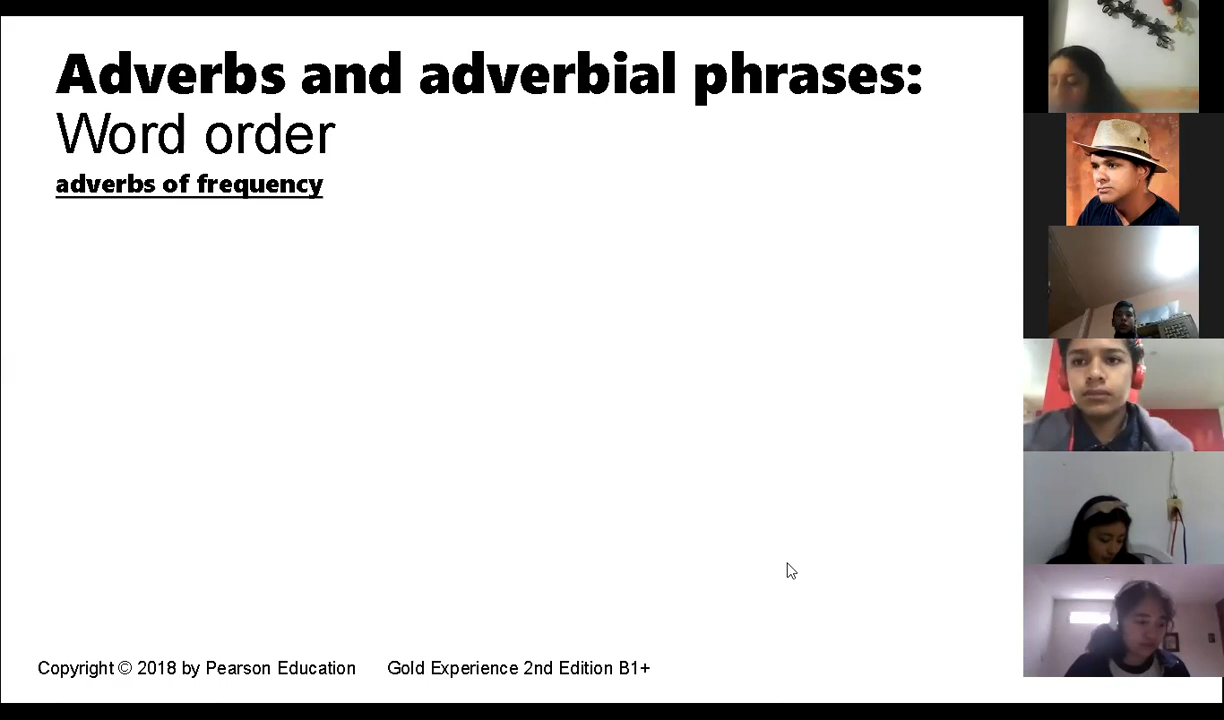 Adverbs and adverbial phrases:
Word order
adverbs of frequency
Copyright © 2018 by Pearson Education Gold Experience 2nd Edition B1+